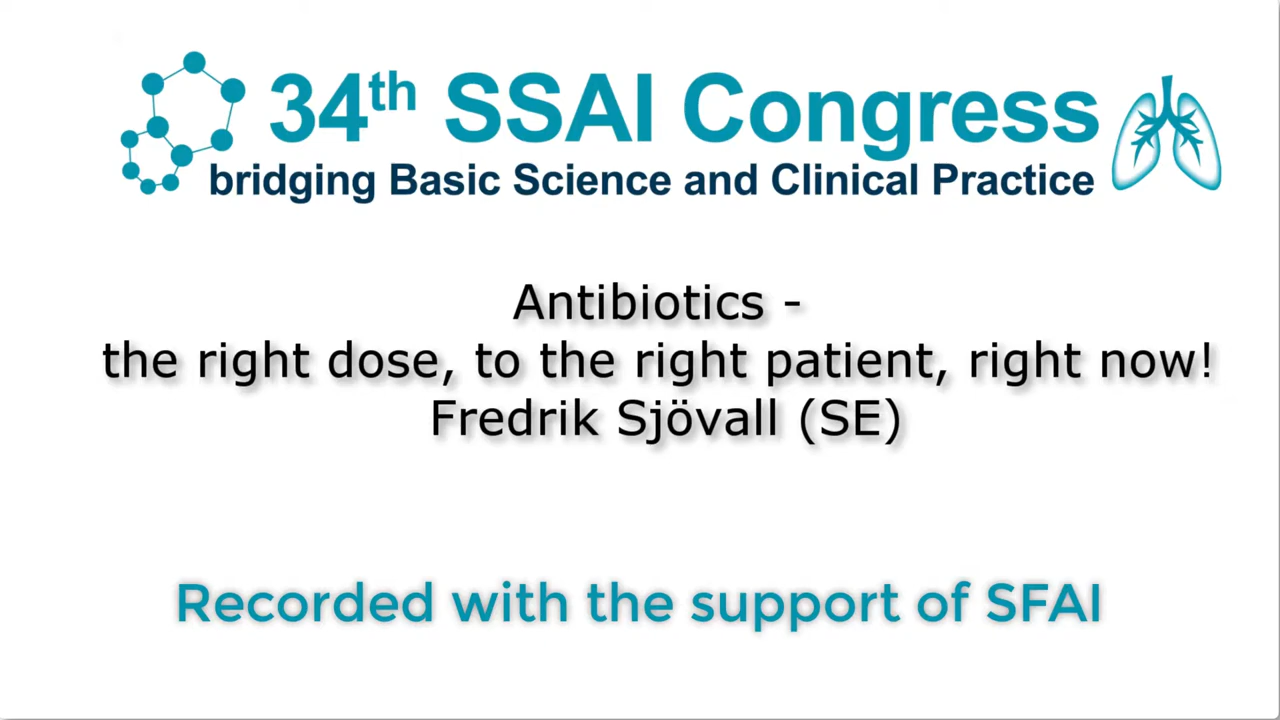 34th SSAI Congress
bridging Basic Science and Clinical Practice
Antibiotics -
the right dose, to the right patient, right now!
Fredrik Sjövall (SE)
Recorded with the support of SFAI